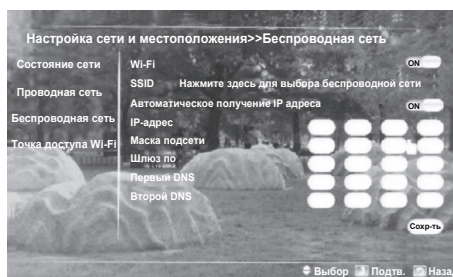 Настройка сети и местоположения>>Беспроводная сеть
Состояние сети
Проводная сеть
Беспроводная сеть
Точка доступа Wi-Fi
Wi-Fi ON
SSID Нажмите здесь для выбора беспроводной сети
Автоматическое получение IP адреса ON
IP-адрес
Маска подсети
Шлюз по
Первый DNS
Второй DNS
Сохр-ть
Выбор Подтв. Наза